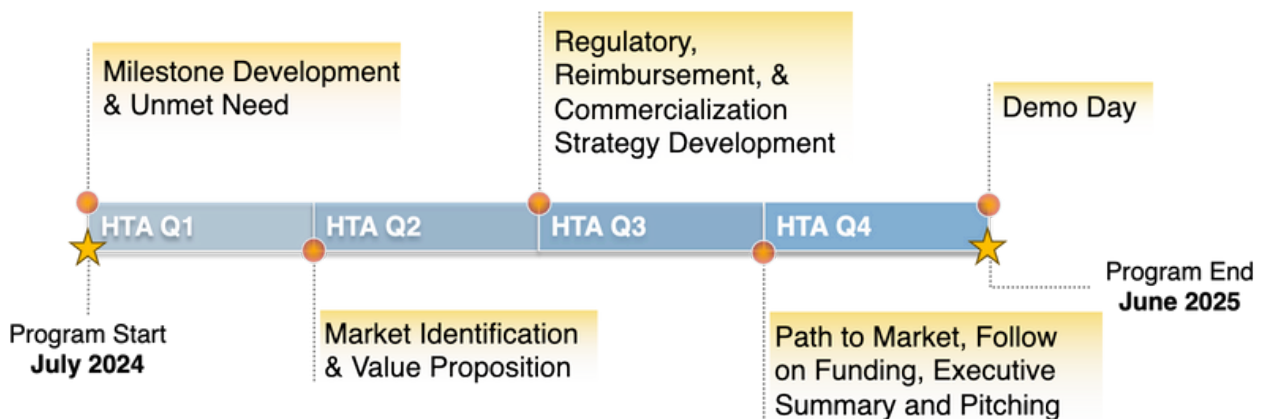 Milestone Development
& Unmet Need
Regulatory,
Reimbursement, &
Commercialization
Strategy Development
Demo Day
HTA Q1
HTA Q2
HTA Q3
HTA Q4
Program Start
July 2024
Market Identification
& Value Proposition
Path to Market, Follow
on Funding, Executive
Summary and Pitching
Program End
June 2025